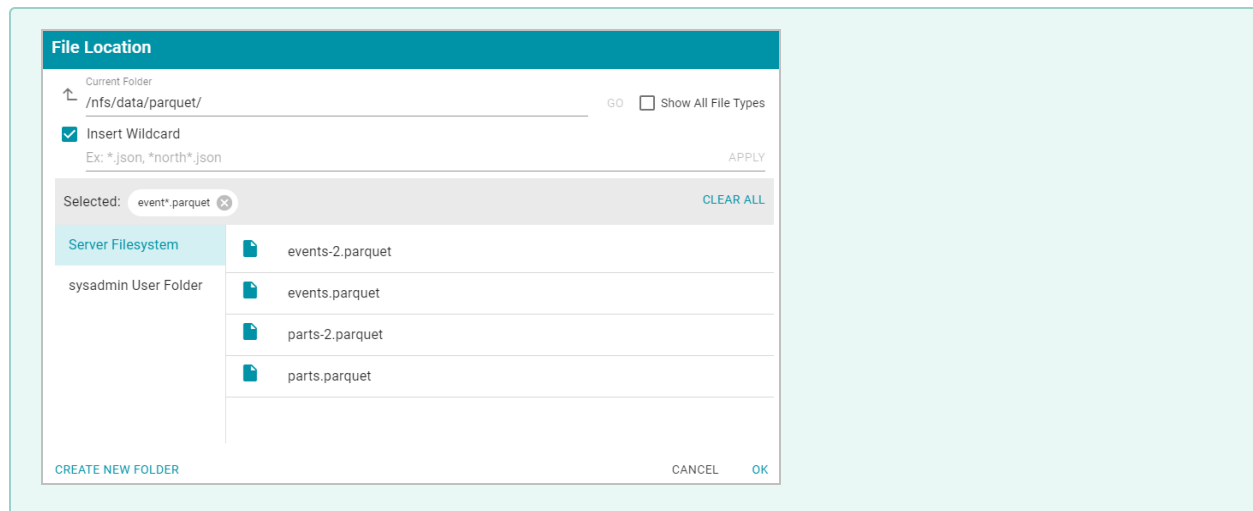 File Location
Current Folder
/nfs/data/parquet/
GO
Show All File Types
Insert Wildcard
Ex: *.json, *north*.json
APPLY
Selected: event*.parquet
CLEAR ALL
Server Filesystem
sysadmin User Folder
events-2.parquet
events.parquet
parts-2.parquet
parts.parquet
CREATE NEW FOLDER
CANCEL
OK